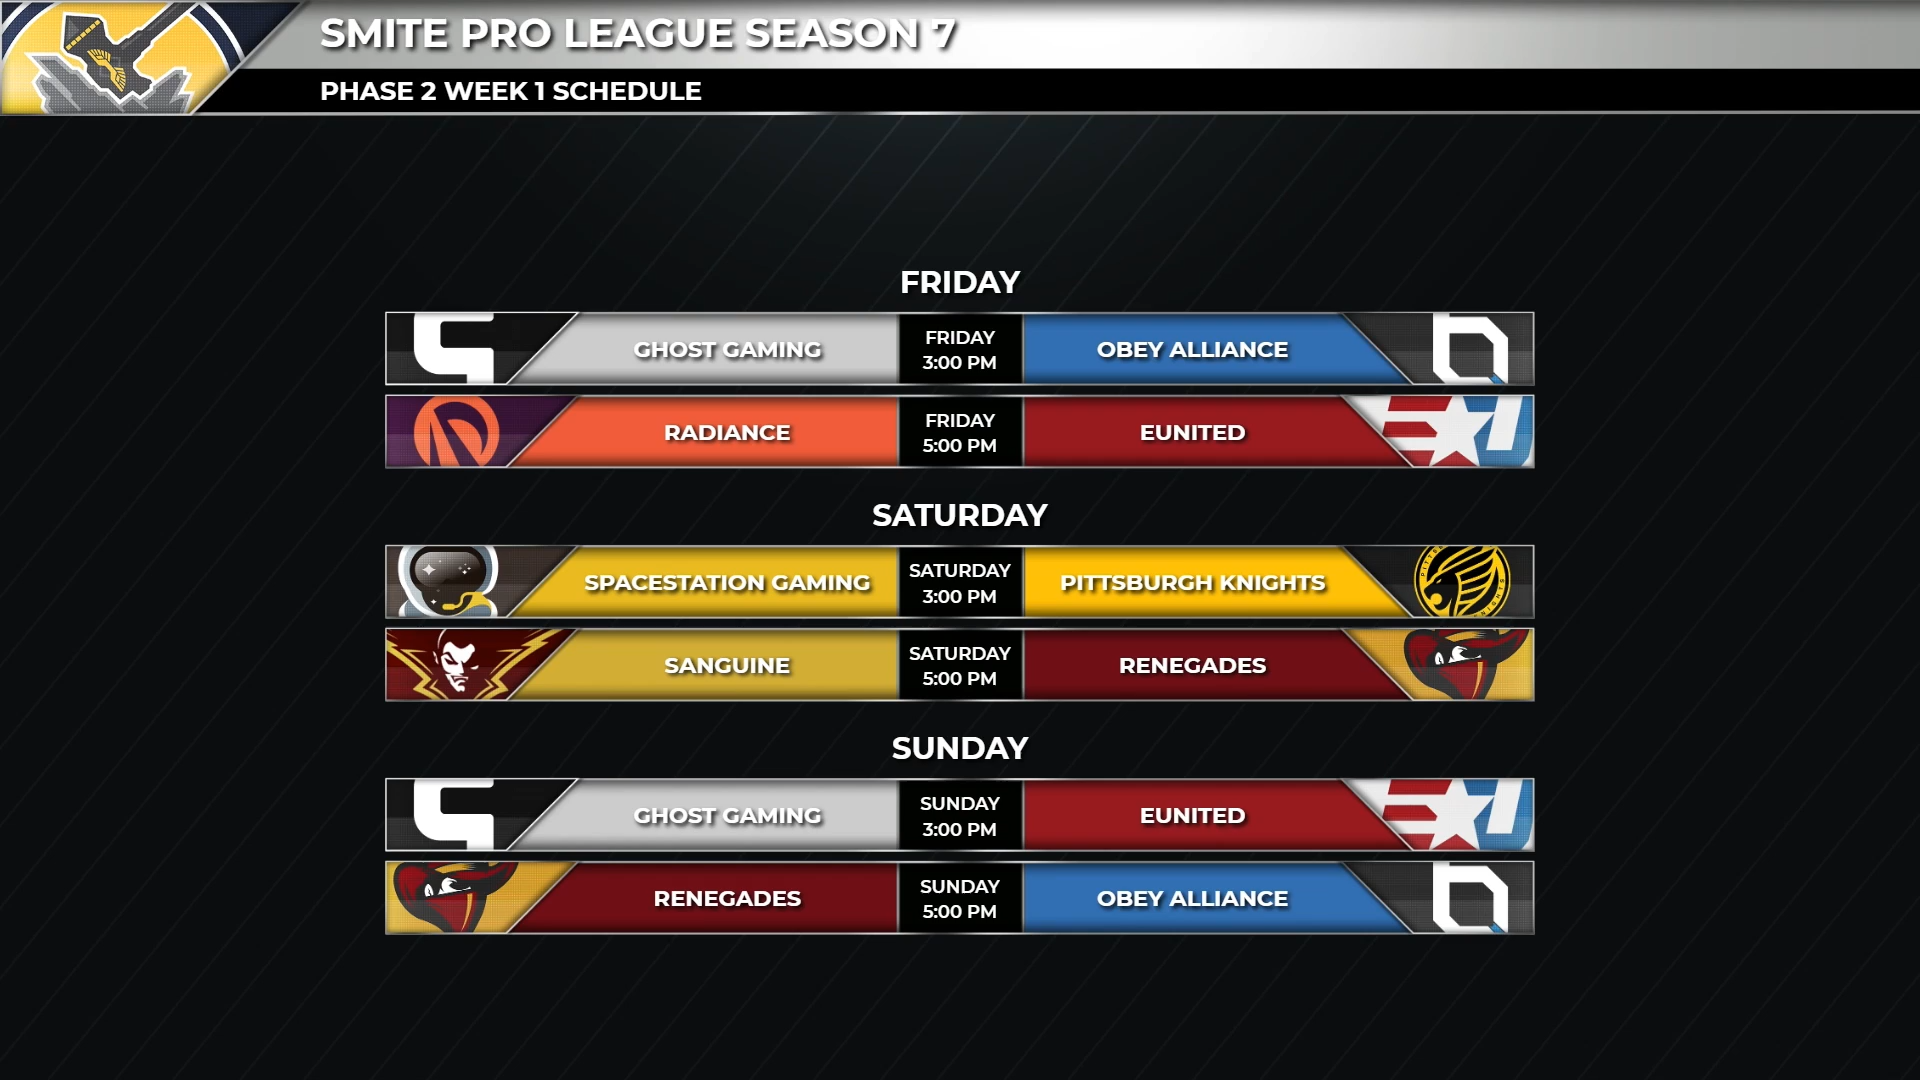 SMITE PRO LEAGUE SEASON 7
PHASE 2 WEEK 1 SCHEDULE
FRIDAY
GHOST GAMING
FRIDAY
3:00 PM
OBEY ALLIANCE
RADIANCE
FRIDAY
5:00 PM
EUNITED
SATURDAY
SPACESTATION GAMING
SATURDAY
3:00 PM
PITTSBURGH KNIGHTS
SANGUINE
SATURDAY
5:00 PM
RENEGADES
SUNDAY
GHOST GAMING
SUNDAY
3:00 PM
EUNITED
RENEGADES
SUNDAY
5:00 PM
OBEY ALLIANCE